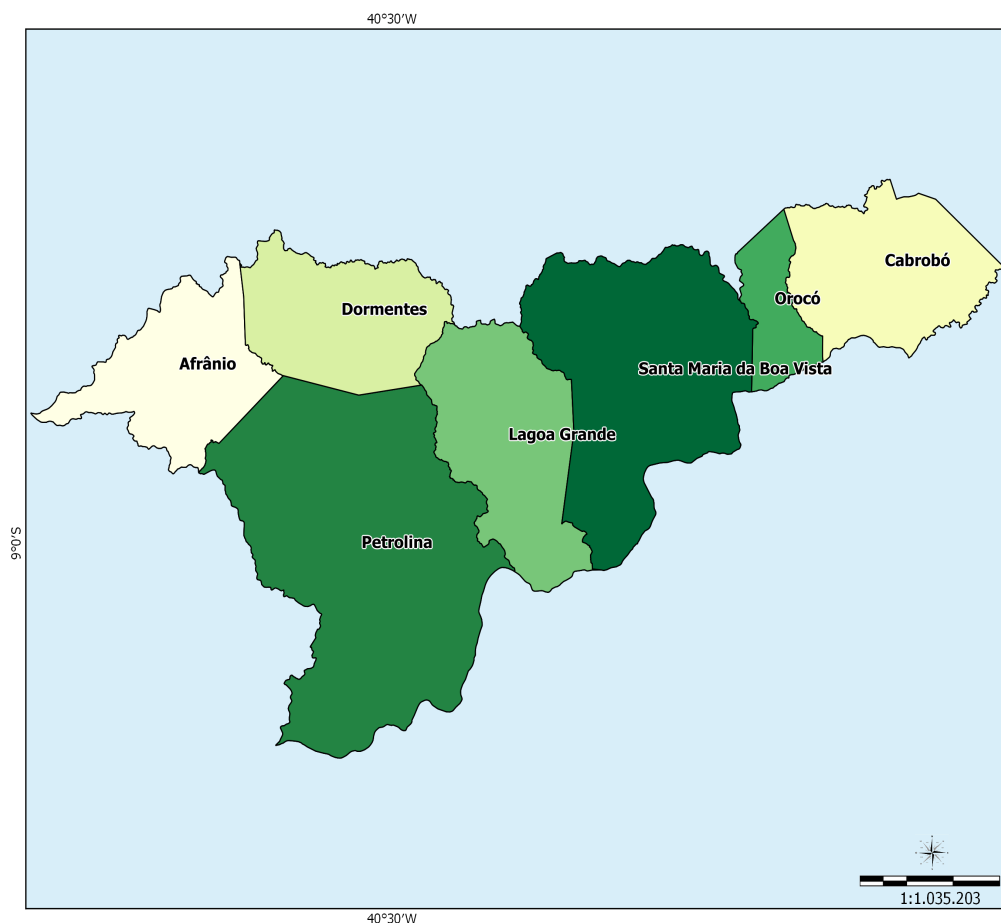 40°30'W
Cabrobó
Orocó
Dormentes
Afrânio
Santa Maria da Boa Vista
Lagoa Grande
Petrolina
9°0'S
1:1.035.203
40°30'W